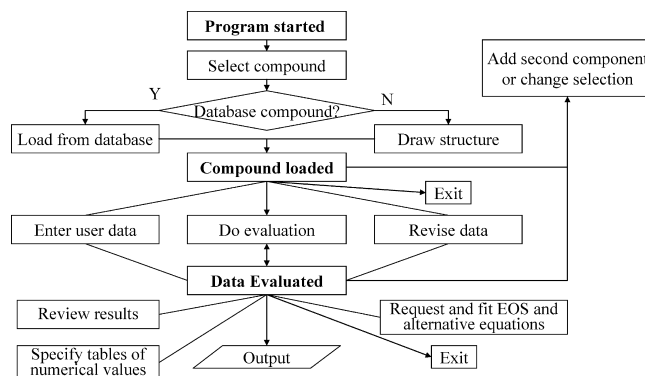 Program started
Select compound
Add second component
or change selection
Y
N
Database compound?
Load from database
Draw structure
Compound loaded
Exit
Enter user data
Do evaluation
Revise data
Data Evaluated
Review results
Request and fit EOS and
alternative equations
Specify tables of
numerical values
Output
Exit